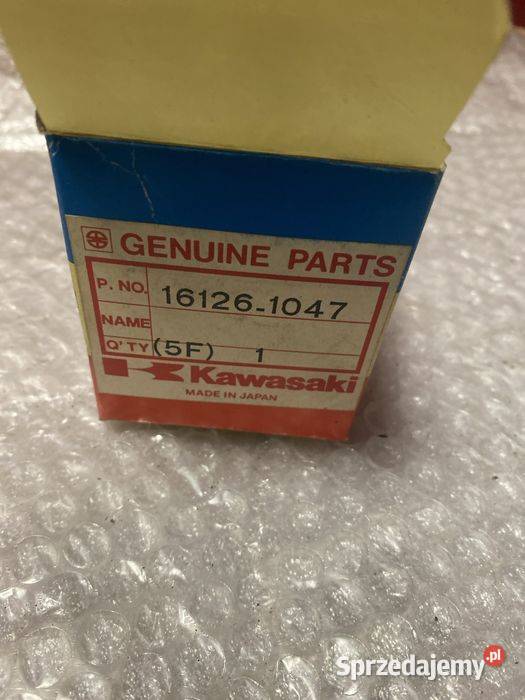 GENUINE PARTS
P. NO. 16126-1047
NAME
Q'TY (5F) 1
Kawasaki
MADE IN JAPAN
Sprzedajemy.pl